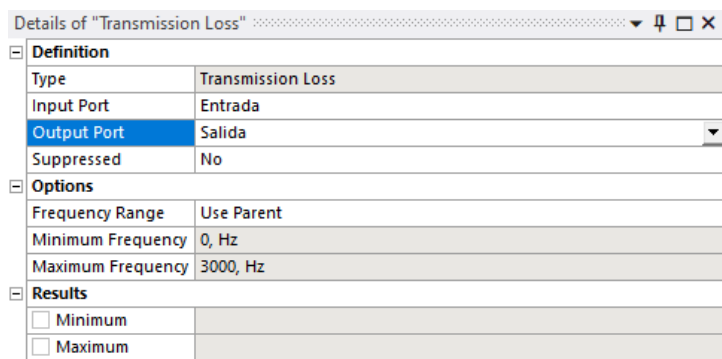 Details of "Transmission Loss"
Definition
Type Transmission Loss
Input Port Entrada
Output Port Salida
Suppressed No
Options
Frequency Range Use Parent
Minimum Frequency 0, Hz
Maximum Frequency 3000, Hz
Results
Minimum
Maximum